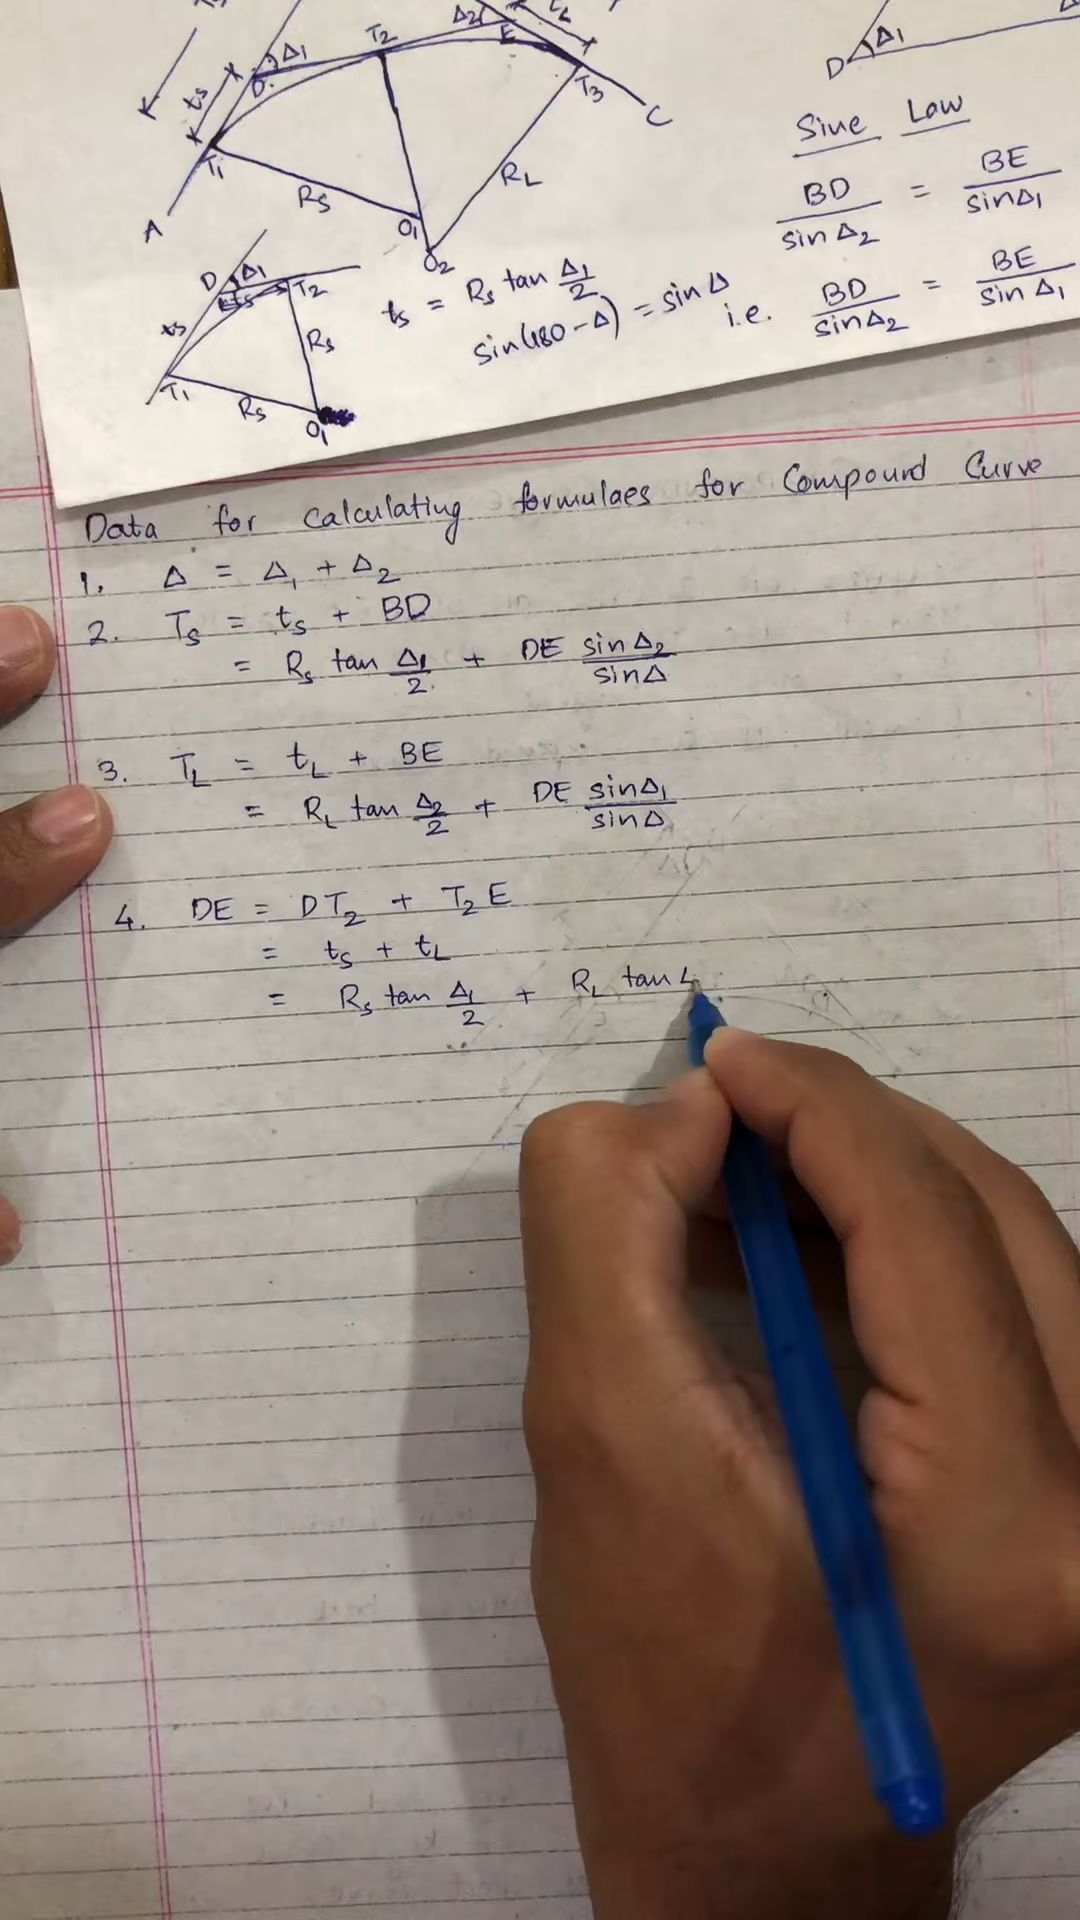 Δ1
T2
Δ2
E
tL
D
ts
T1
T3
C
Rs
RL
A
O1
O2
D
Δ1
Sine Law
BD/sinΔ2 = BE/sinΔ1
i.e. BD/sinΔ2 = BE/sinΔ1
D
Δ1
T2
ts
ts
Rs
T1
Rs
O1
ts = Rs tan Δ1/2
sin(180 - Δ) = sin Δ
Data for calculating formulaes for Compound Curve
1. Δ = Δ1 + Δ2
2. Ts = ts + BD
= Rs tan Δ1/2 + DE sinΔ2/sinΔ
3. TL = tL + BE
= RL tan Δ2/2 + DE sinΔ1/sinΔ
4. DE = DT2 + T2E
= ts + tL
= Rs tan Δ1/2 + RL tan